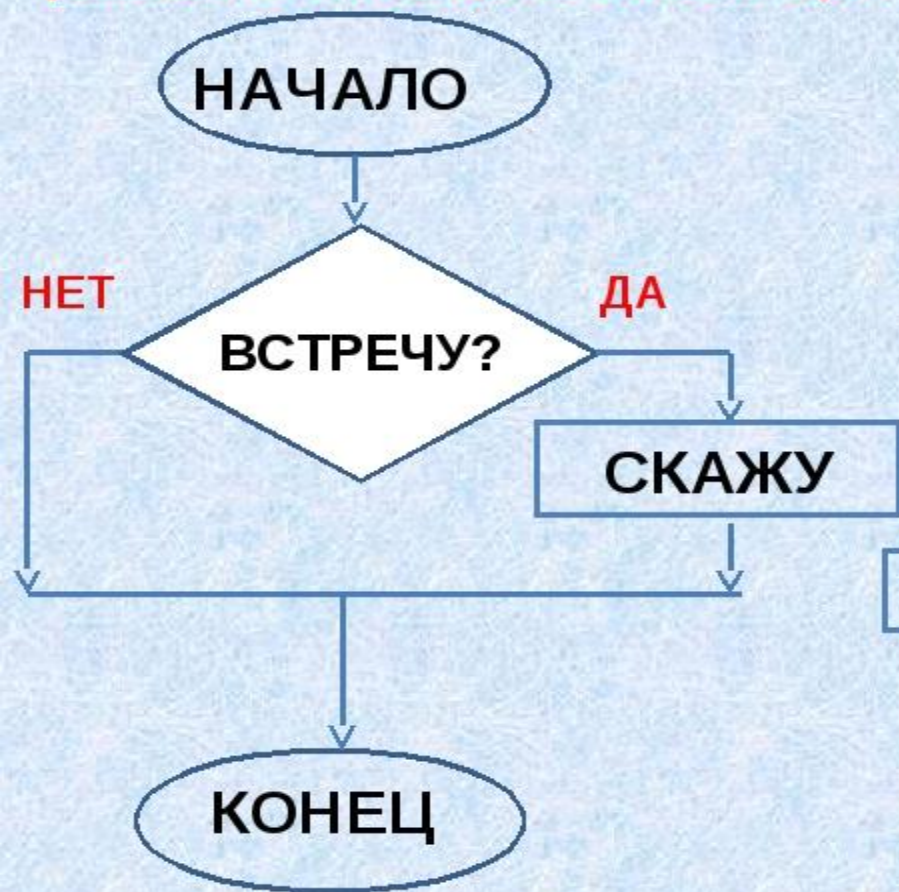 НАЧАЛО
НЕТ
ДА
ВСТРЕЧУ?
СКАЖУ
КОНЕЦ